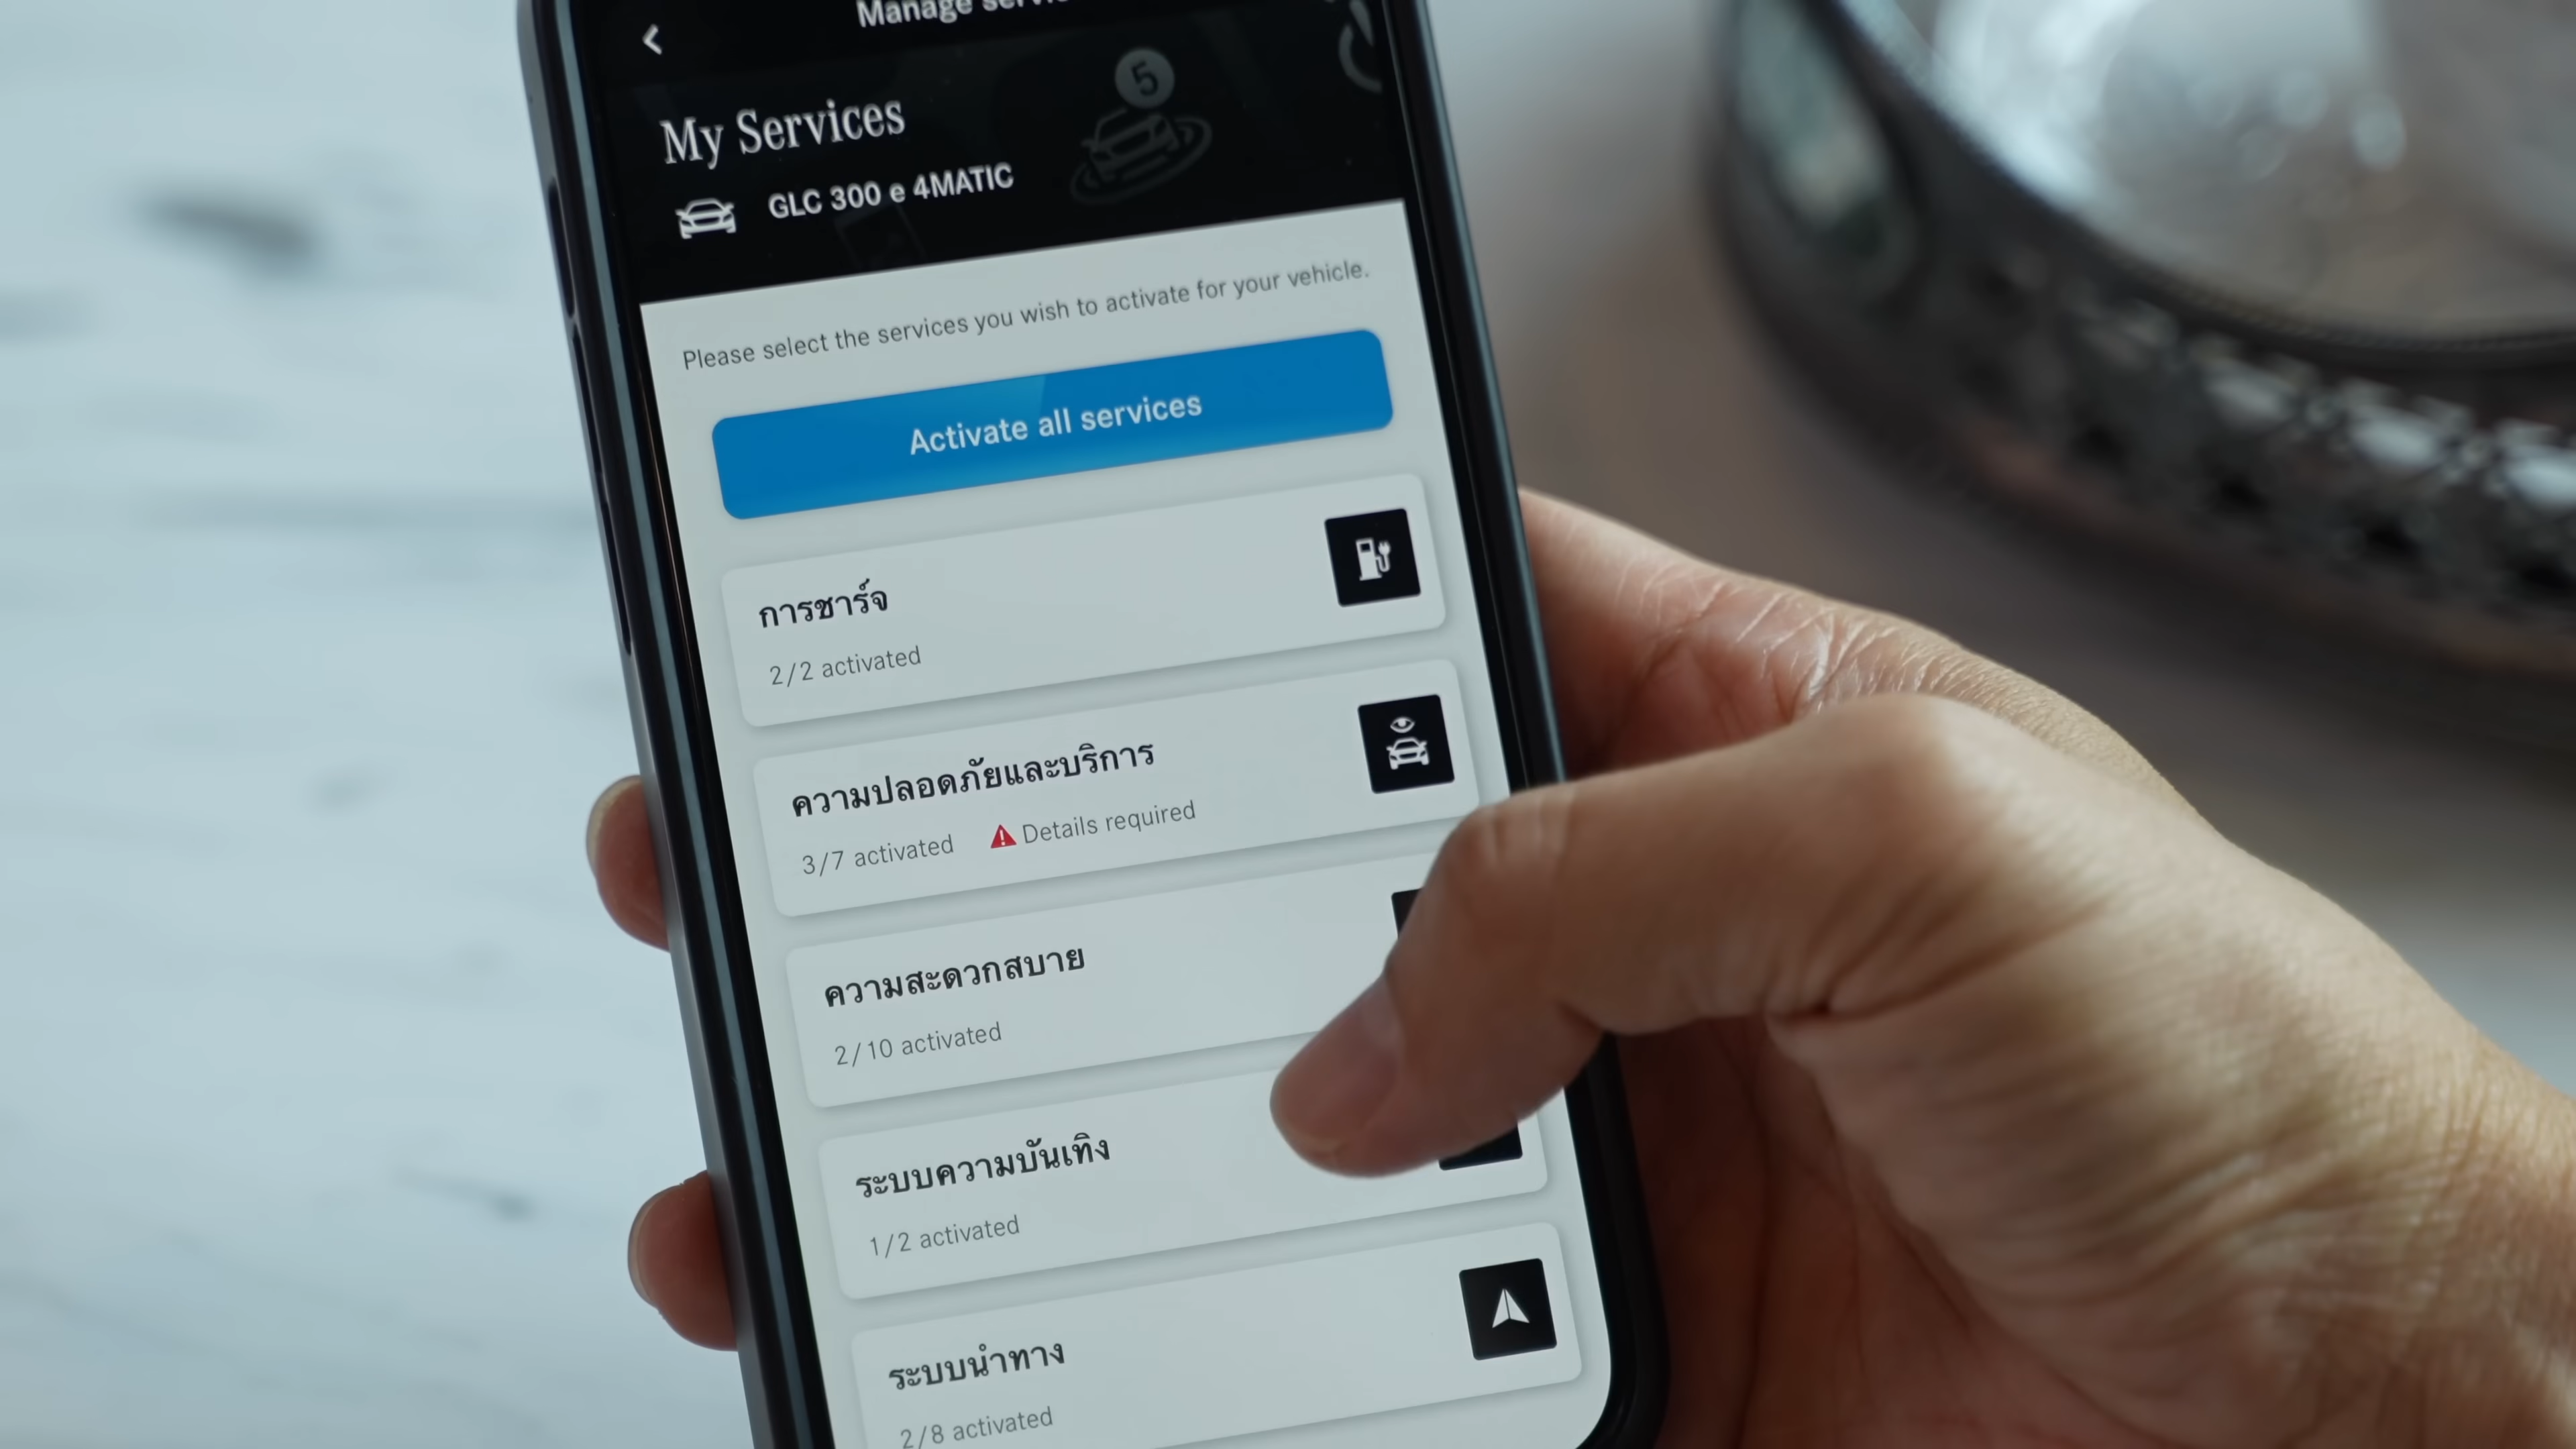 Manage
My Services
5
GLC 300 e 4MATIC
Please select the services you wish to activate for your vehicle.
Activate all services
การชาร์จ
2/2 activated
ความปลอดภัยและบริการ
3/7 activated
Details required
ความสะดวกสบาย
2/10 activated
ระบบความบันเทิง
1/2 activated
ระบบนำทาง
2/8 activated